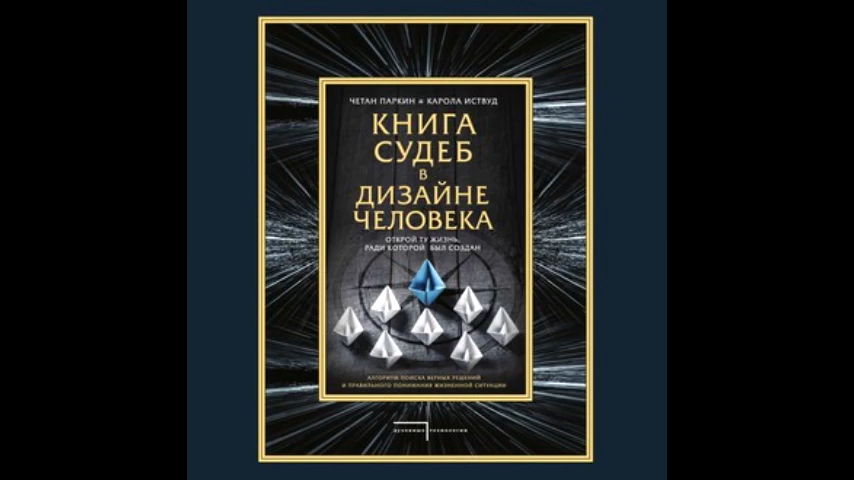 ЧЕТАН ПАРКИН и КАРОЛА ИСТВУД
КНИГА
СУДЕБ
В
ДИЗАЙНЕ
ЧЕЛОВЕКА
ОТКРОЙ ТУ ЖИЗНЬ,
РАДИ КОТОРОЙ БЫЛ СОЗДАН
АЛГОРИТМ ПОИСКА ВЕРНЫХ РЕШЕНИЙ
И ПРАВИЛЬНОГО ПОНИМАНИЯ ЖИЗНЕННОЙ СИТУАЦИИ